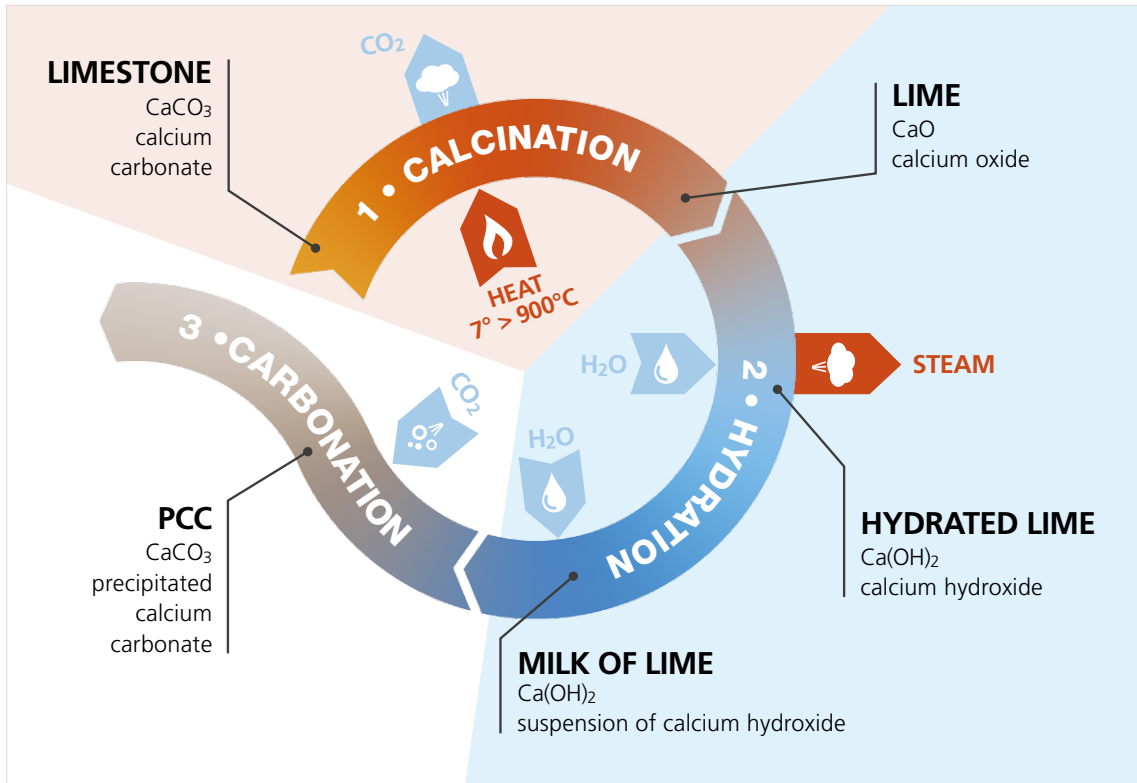 CO₂
LIMESTONE
CaCO₃
calcium
carbonate
1 • CALCINATION
LIME
CaO
calcium oxide
HEAT
7° > 900°C
H₂O
STEAM
2 • HYDRATION
H₂O
HYDRATED LIME
Ca(OH)₂
calcium hydroxide
MILK OF LIME
Ca(OH)₂
suspension of calcium hydroxide
3 •CARBONATION
CO₂
PCC
CaCO₃
precipitated
calcium
carbonate